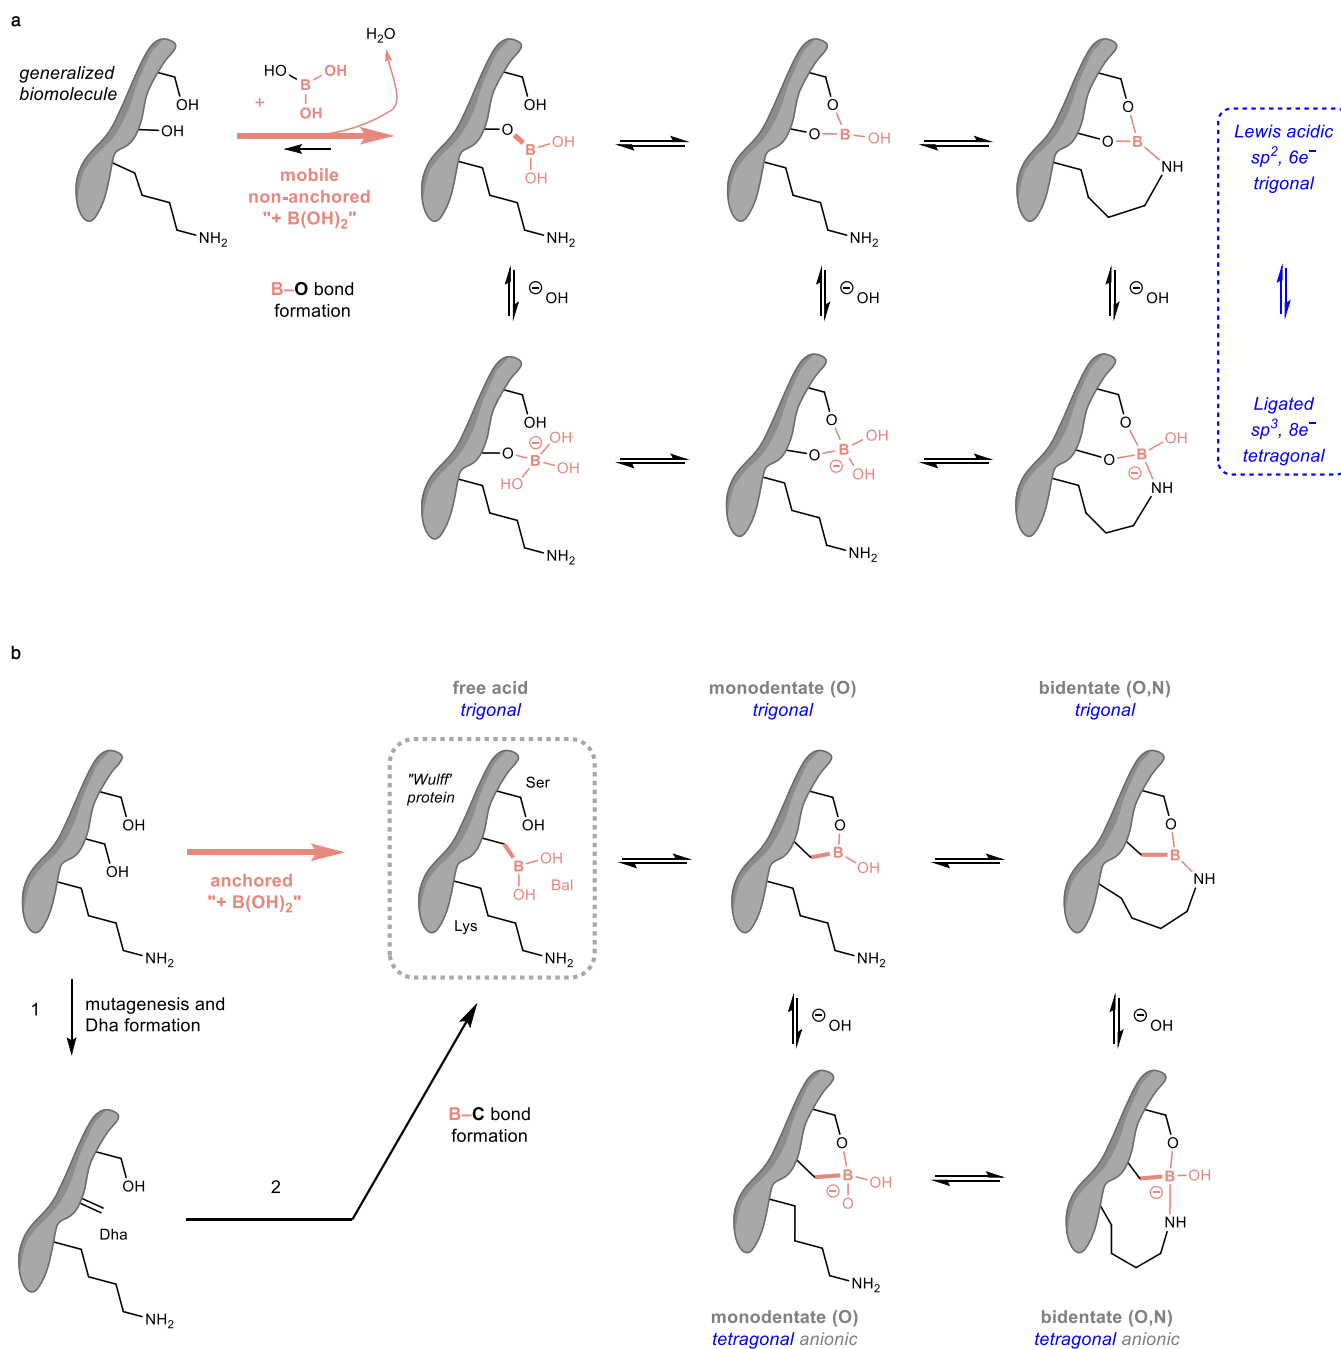 a
generalized
biomolecule
OH
OH
NH2
H2O
HO
B
OH
OH
+
mobile
non-anchored
"+ B(OH)2"
B–O bond
formation
OH
O
B
OH
OH
NH2
O
O
B
OH
NH2
O
O
B
NH
Lewis acidic
sp2, 6e−
trigonal
⊖OH
⊖OH
⊖OH
OH
O
⊖
B
OH
OH
HO
NH2
O
O
B
⊖
OH
OH
NH2
O
O
B
⊖
OH
NH
Ligated
sp3, 8e−
tetragonal
b
free acid
trigonal
monodentate (O)
trigonal
bidentate (O,N)
trigonal
OH
OH
NH2
anchored
"+ B(OH)2"
"Wulff'
protein
Ser
OH
B
OH
OH
Bal
Lys
NH2
O
B
OH
NH2
O
B
NH
1
mutagenesis and
Dha formation
⊖OH
⊖OH
B–C bond
formation
OH
Dha
NH2
2
O
B
⊖
OH
O
NH2
O
B
⊖
OH
NH
monodentate (O)
tetragonal anionic
bidentate (O,N)
tetragonal anionic